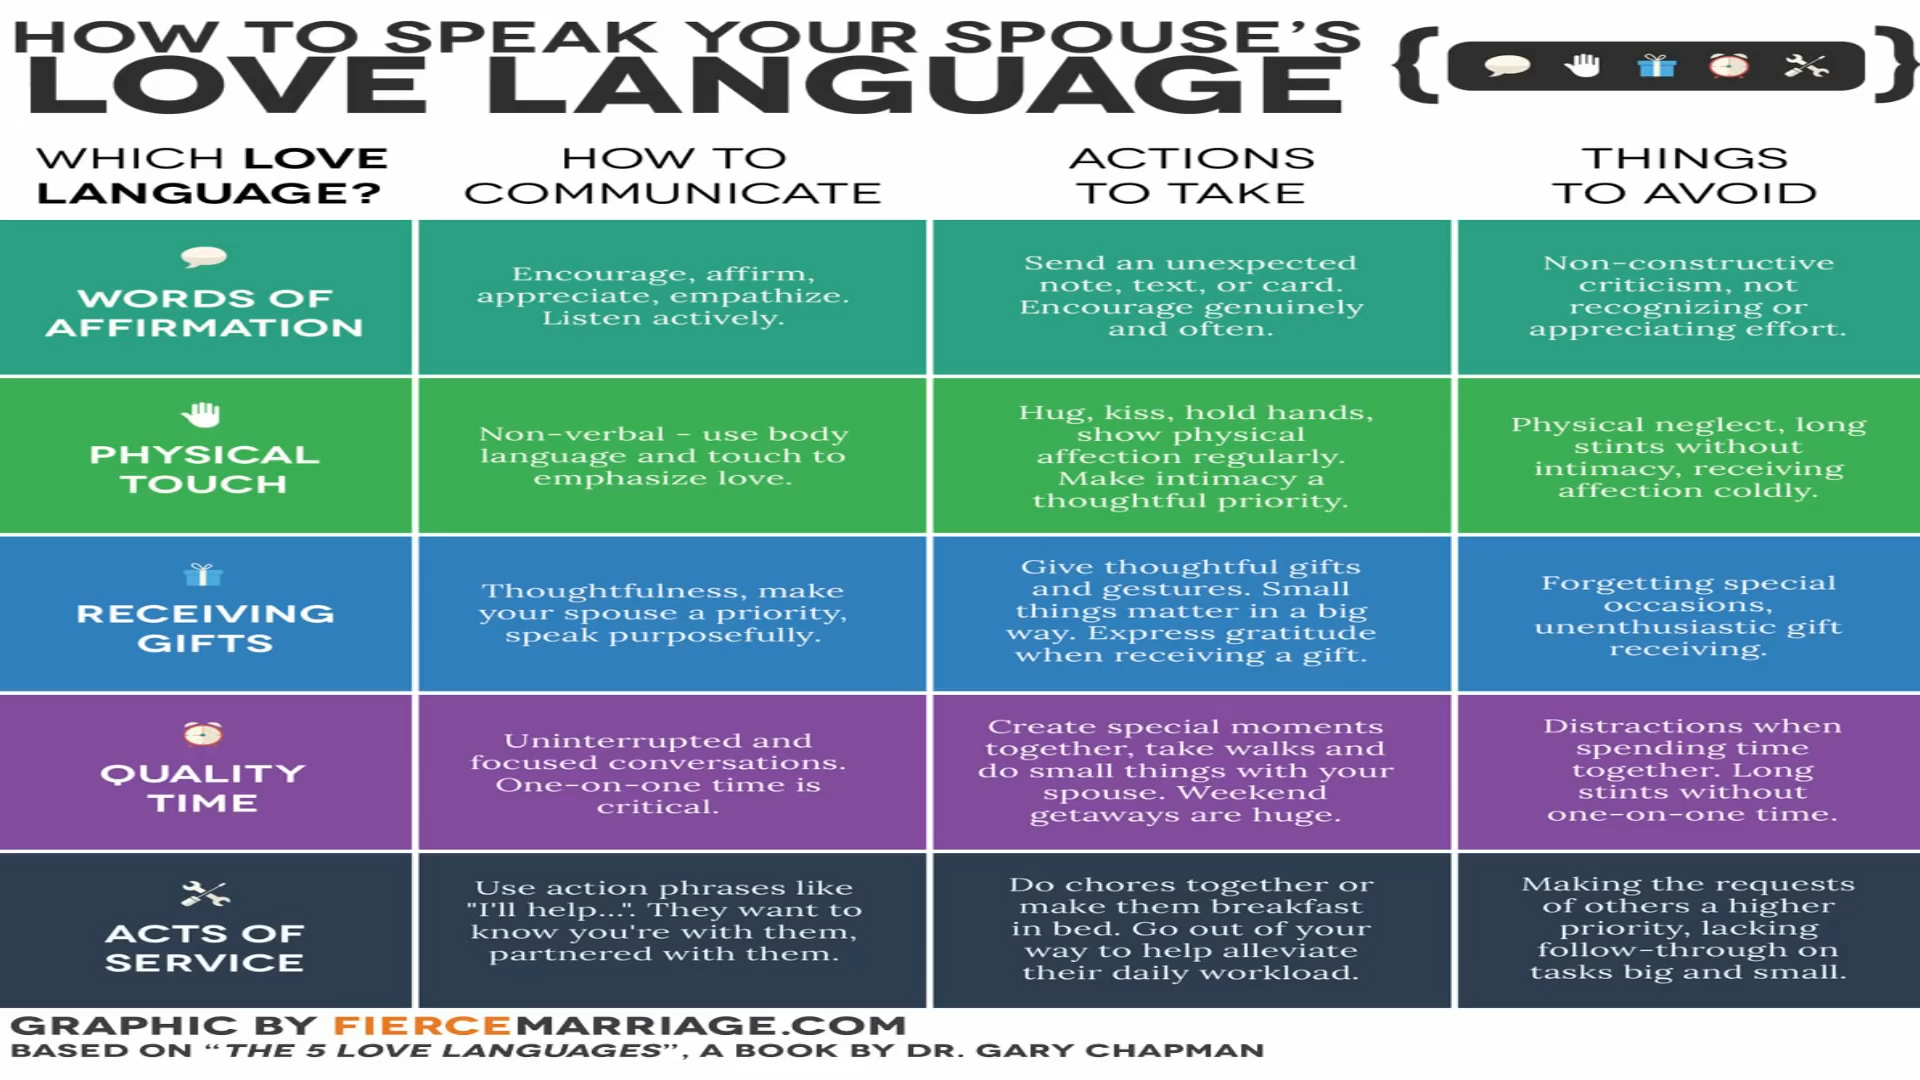 HOW TO SPEAK YOUR SPOUSE'S
LOVE LANGUAGE
WHICH LOVE
LANGUAGE?
HOW TO
COMMUNICATE
ACTIONS
TO TAKE
THINGS
TO AVOID
WORDS OF
AFFIRMATION
Encourage, affirm,
appreciate, empathize.
Listen actively.
Send an unexpected
note, text, or card.
Encourage genuinely
and often.
Non-constructive
criticism, not
recognizing or
appreciating effort.
PHYSICAL
TOUCH
Non-verbal - use body
language and touch to
emphasize love.
Hug, kiss, hold hands,
show physical
affection regularly.
Make intimacy a
thoughtful priority.
Physical neglect, long
stints without
intimacy, receiving
affection coldly.
RECEIVING
GIFTS
Thoughtfulness, make
your spouse a priority,
speak purposefully.
Give thoughtful gifts
and gestures. Small
things matter in a big
way. Express gratitude
when receiving a gift.
Forgetting special
occasions,
unenthusiastic gift
receiving.
QUALITY
TIME
Uninterrupted and
focused conversations.
One-on-one time is
critical.
Create special moments
together, take walks and
do small things with your
spouse. Weekend
getaways are huge.
Distractions when
spending time
together. Long
stints without
one-on-one time.
ACTS OF
SERVICE
Use action phrases like
"I'll help...". They want to
know you're with them,
partnered with them.
Do chores together or
make them breakfast
in bed. Go out of your
way to help alleviate
their daily workload.
Making the requests
of others a higher
priority, lacking
follow-through on
tasks big and small.
GRAPHIC BY FIERCEMARRIAGE.COM
BASED ON "THE 5 LOVE LANGUAGES", A BOOK BY DR. GARY CHAPMAN